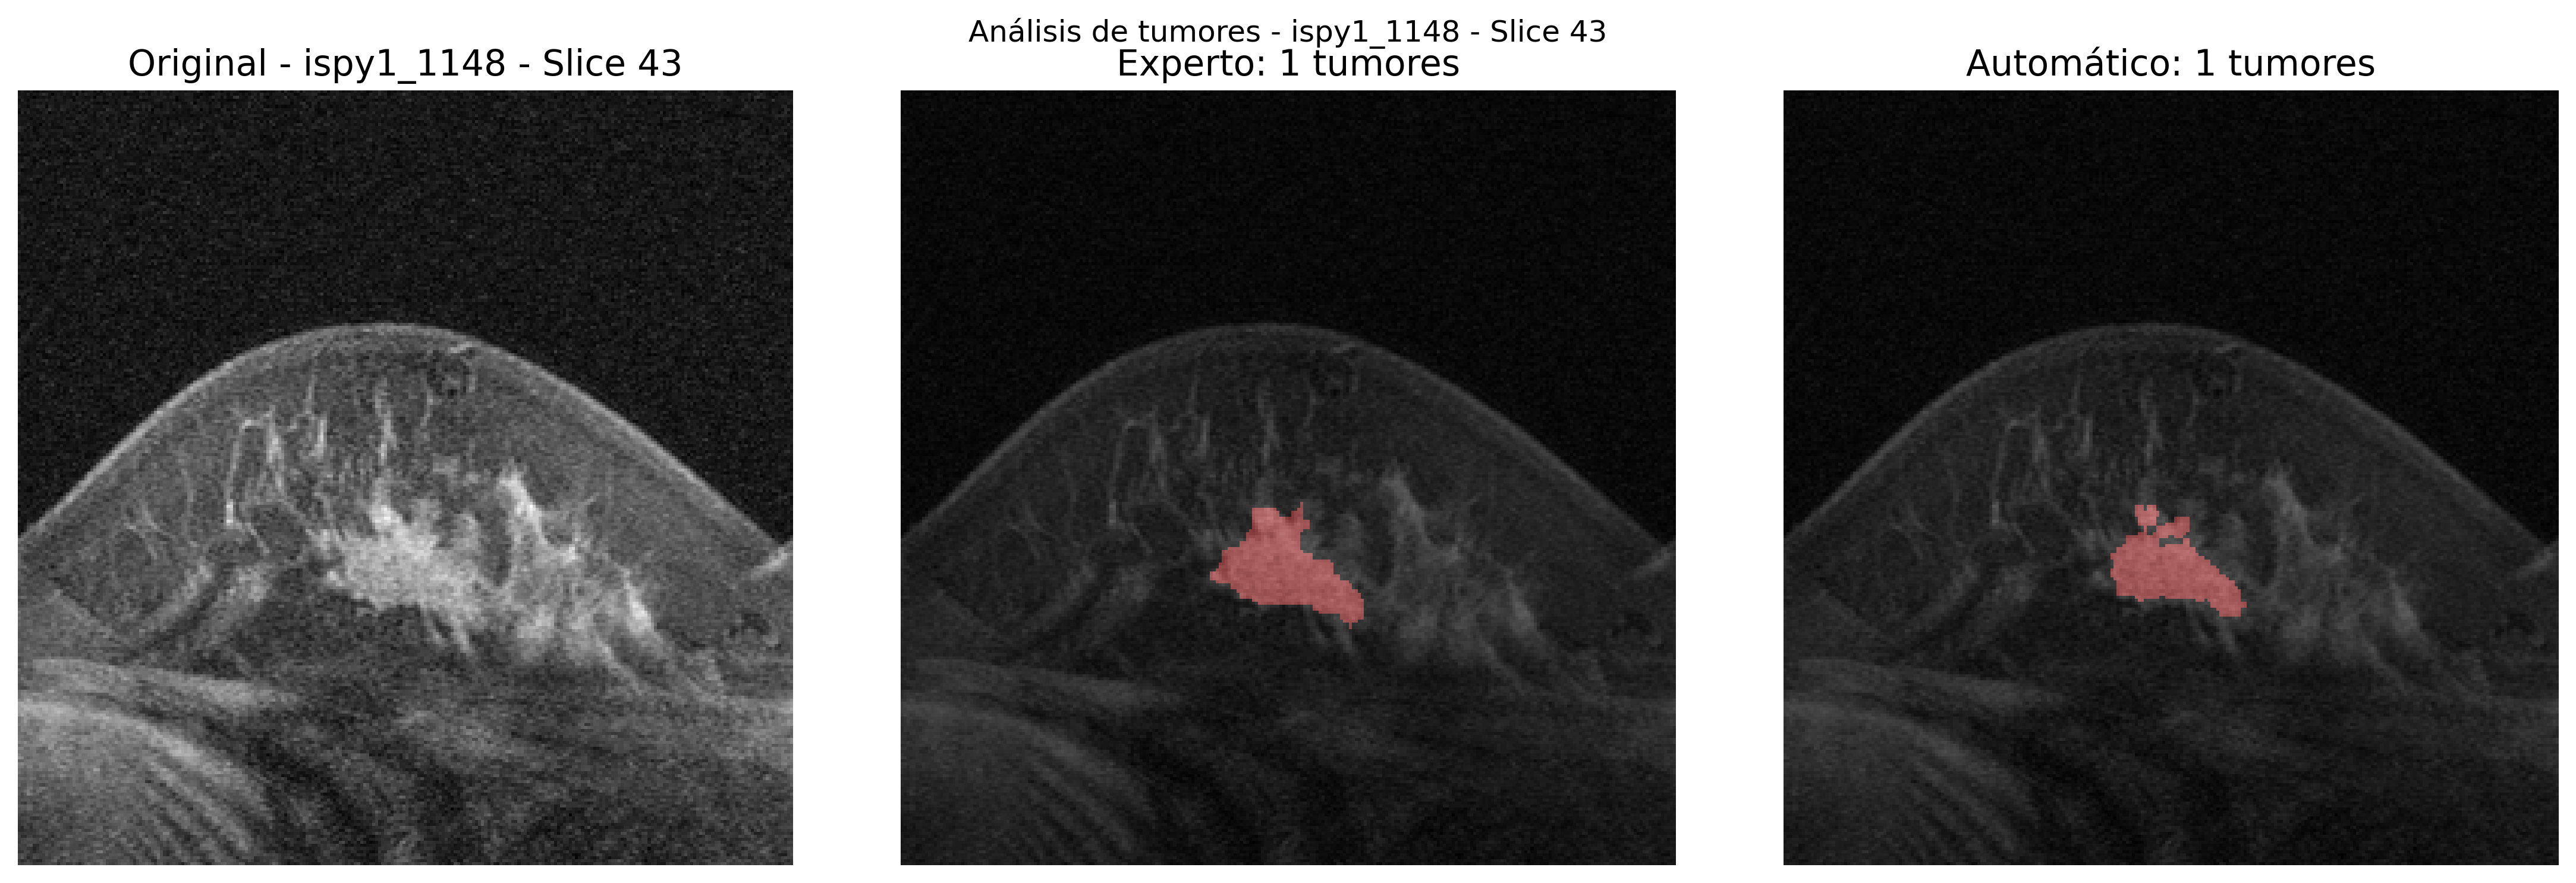 Análisis de tumores - ispy1_1148 - Slice 43
Original - ispy1_1148 - Slice 43
Experto: 1 tumores
Automático: 1 tumores